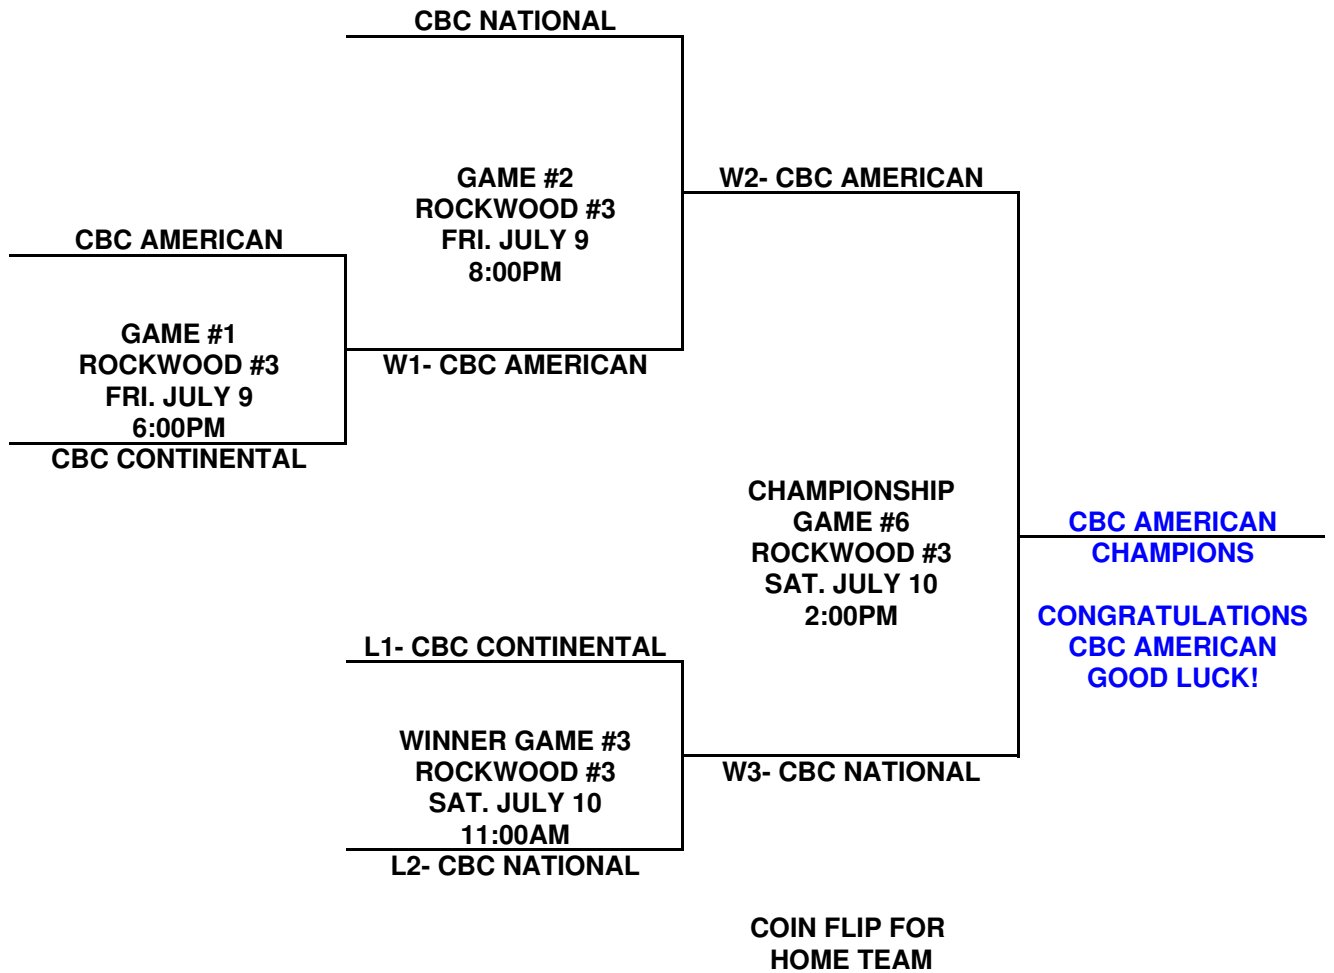 CBC NATIONAL
GAME #2
ROCKWOOD #3
FRI. JULY 9
8:00PM
W2- CBC AMERICAN
CBC AMERICAN
GAME #1
ROCKWOOD #3
FRI. JULY 9
6:00PM
CBC CONTINENTAL
W1- CBC AMERICAN
CHAMPIONSHIP
GAME #6
ROCKWOOD #3
SAT. JULY 10
2:00PM
CBC AMERICAN
CHAMPIONS
CONGRATULATIONS
CBC AMERICAN
GOOD LUCK!
L1- CBC CONTINENTAL
WINNER GAME #3
ROCKWOOD #3
SAT. JULY 10
11:00AM
L2- CBC NATIONAL
W3- CBC NATIONAL
COIN FLIP FOR
HOME TEAM